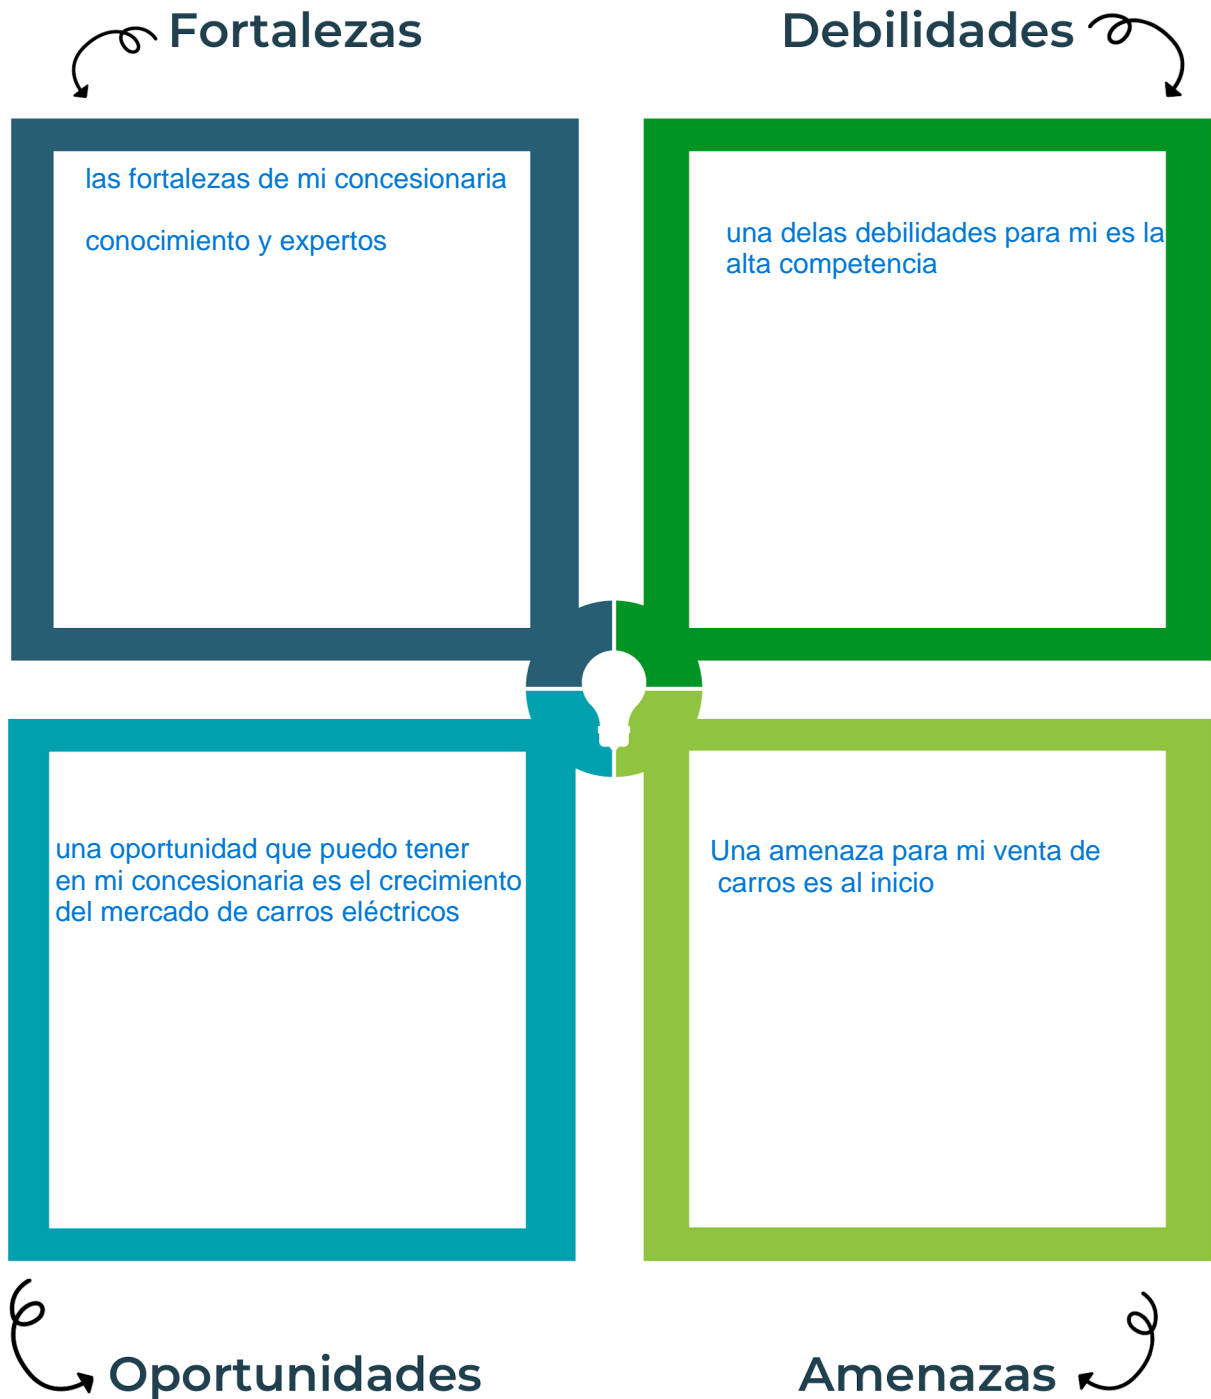 Fortalezas
las fortalezas de mi concesionaria
conocimiento y expertos
Debilidades
una delas debilidades para mi es la
alta competencia
una oportunidad que puedo tener
en mi concesionaria es el crecimiento
del mercado de carros eléctricos
Oportunidades
Una amenaza para mi venta de
carros es al inicio
Amenazas